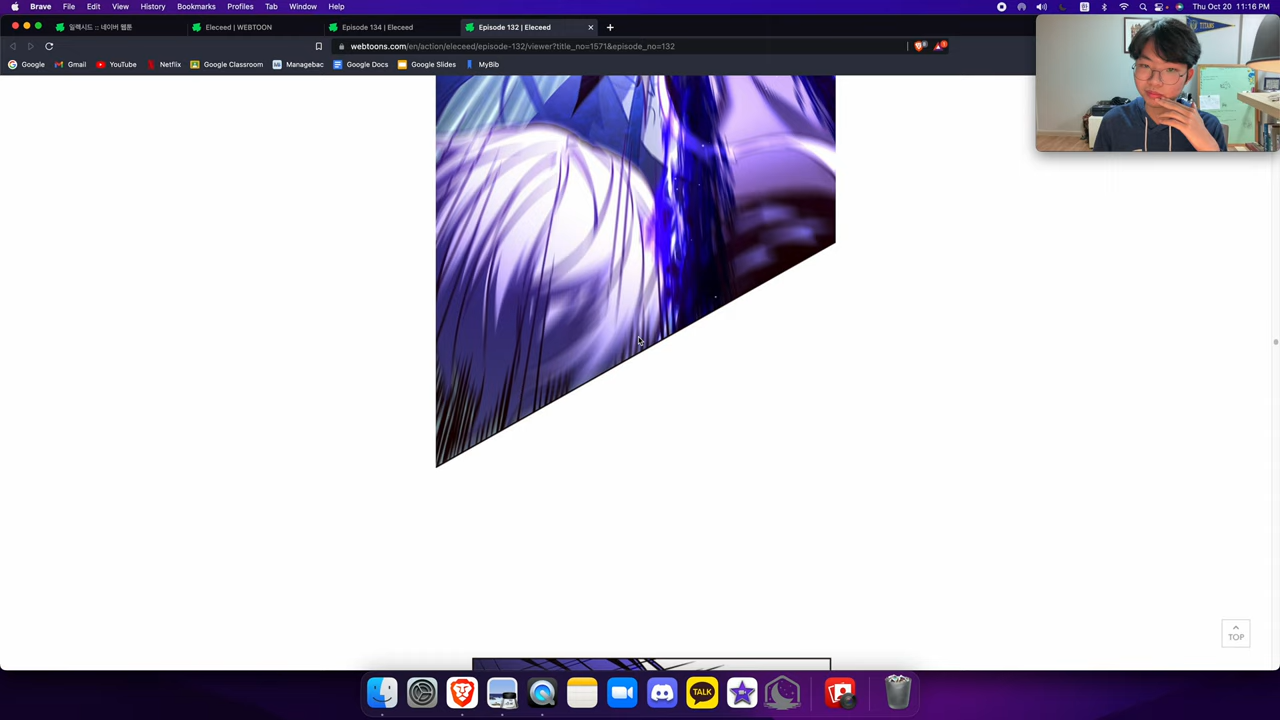 Brave File Edit View History Bookmarks Profiles Tab Window Help Thu Oct 20 11:16 PM
일렉시드 :: 네이버 웹툰 Eleceed | WEBTOON Episode 134 | Eleceed Episode 132 | Eleceed
webtoons.com/en/action/eleceed/episode-132/viewer?title_no=1571&episode_no=132
Google Gmail YouTube Netflix Google Classroom Managebac Google Docs Google Slides MyBib
TITANS
TOP
TALK